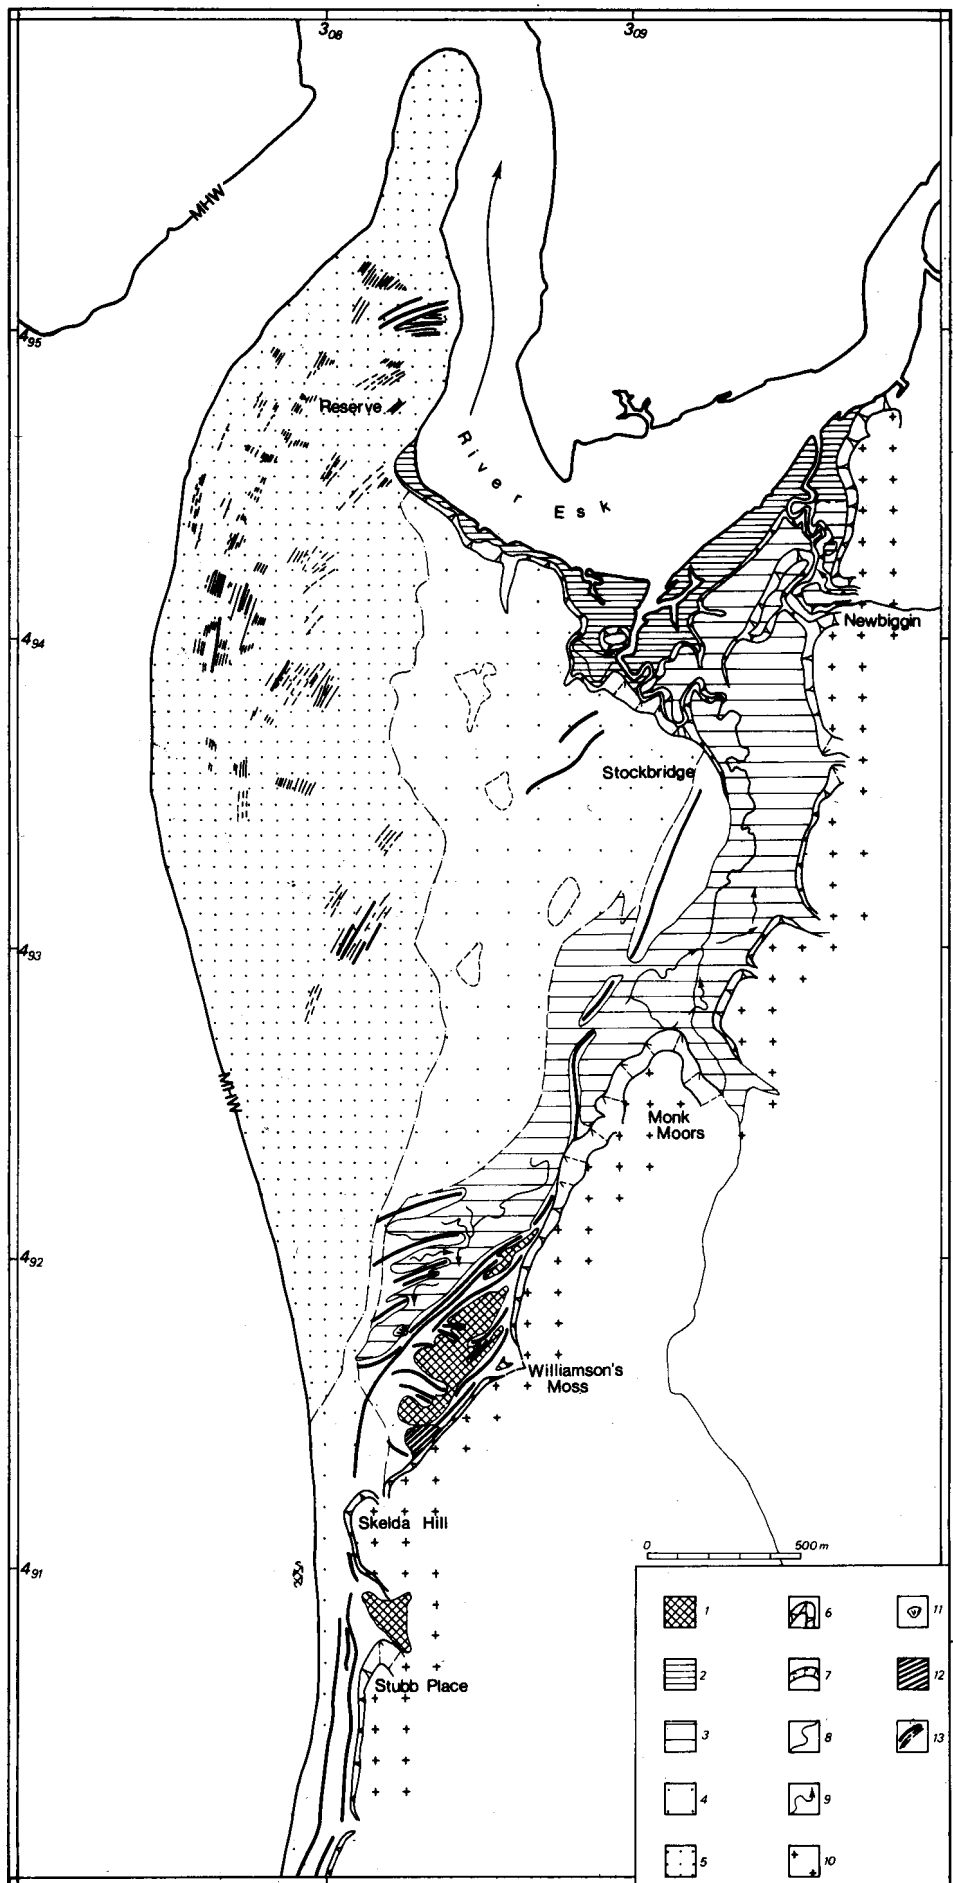 308
309
MHW
495
Reserve
River Esk
494
Newbiggin
Stockbridge
493
MHW
Monk
Moors
492
Williamson's
Moss
Skelda Hill
0 500 m
491
Stubb Place
1 6 11
2 7 12
3 8 13
4 9
5 10